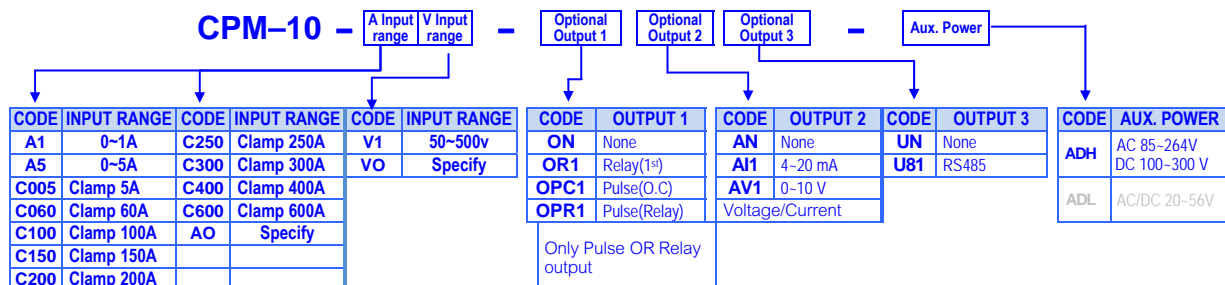 CPM–10 – A Input range V Input range – Optional Output 1 Optional Output 2 Optional Output 3 – Aux. Power
CODE INPUT RANGE CODE INPUT RANGE
A1 0~1A C250 Clamp 250A
A5 0~5A C300 Clamp 300A
C005 Clamp 5A C400 Clamp 400A
C060 Clamp 60A C600 Clamp 600A
C100 Clamp 100A AO Specify
C150 Clamp 150A
C200 Clamp 200A
CODE INPUT RANGE
V1 50~500v
VO Specify
CODE OUTPUT 1
ON None
OR1 Relay(1st)
OPC1 Pulse(O.C)
OPR1 Pulse(Relay)
Only Pulse OR Relay
output
CODE OUTPUT 2
AN None
AI1 4~20 mA
AV1 0~10 V
Voltage/Current
CODE OUTPUT 3
UN None
U81 RS485
CODE AUX. POWER
ADH AC 85~264V
DC 100~300 V
ADL AC/DC 20~56V